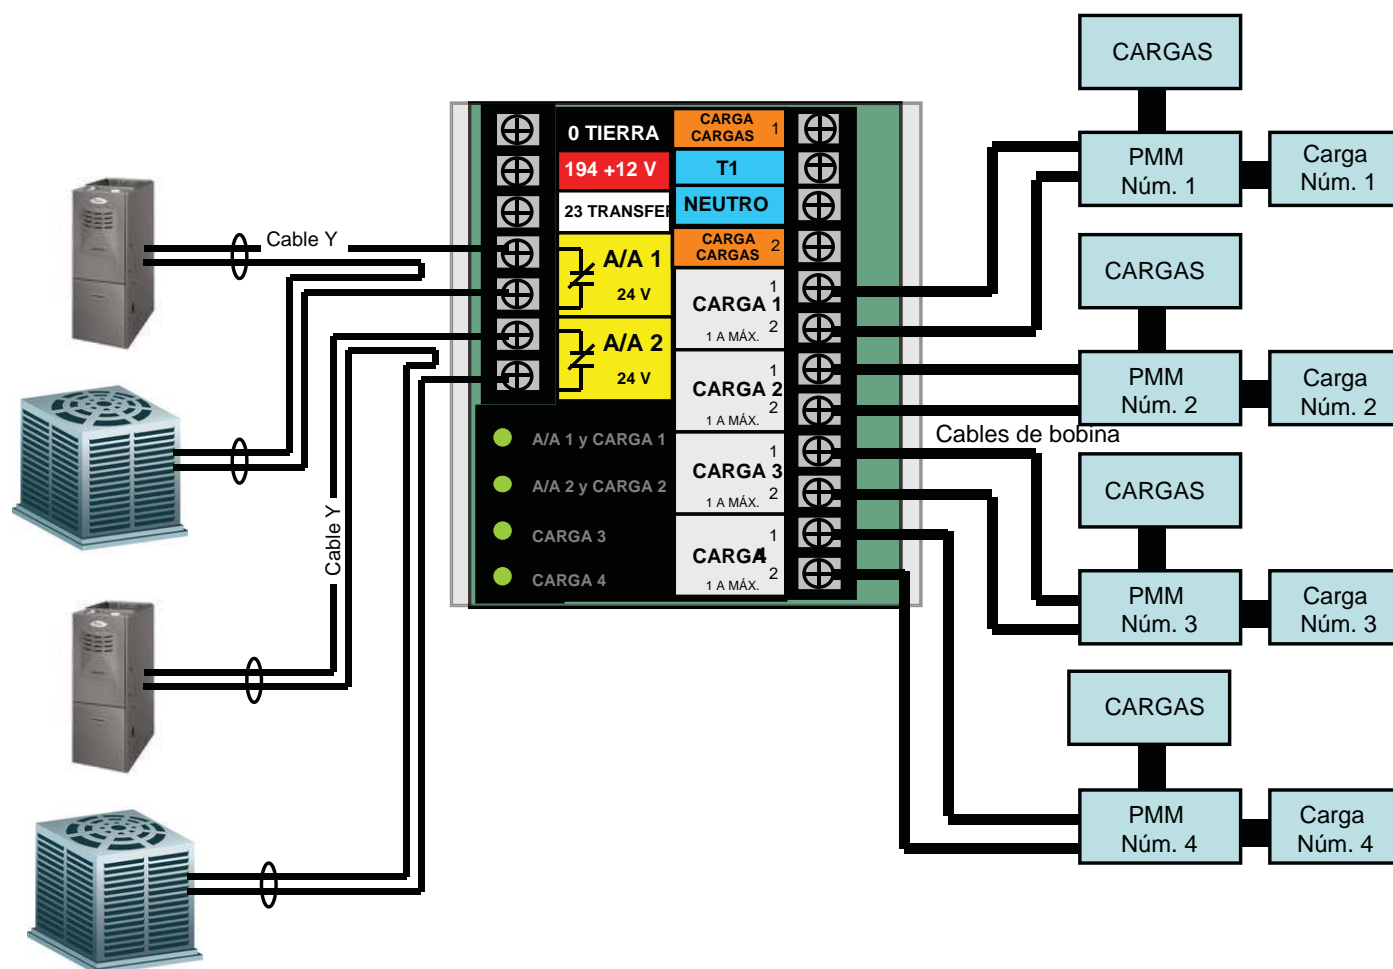 CARGAS
0 TIERRA
CARGA
CARGAS
1
194 +12 V
T1
PMM
Núm. 1
Carga
Núm. 1
23 TRANSFER
NEUTRO
Cable Y
A/A 1
24 V
CARGA
CARGAS
2
CARGAS
CARGA 1
1
2
1 A MÁX.
A/A 2
24 V
CARGA 2
1
2
1 A MÁX.
PMM
Núm. 2
Carga
Núm. 2
Cables de bobina
A/A 1 y CARGA 1
A/A 2 y CARGA 2
CARGA 3
CARGA 4
CARGA 3
1
2
1 A MÁX.
CARGAS
Cable Y
CARGA 4
1
2
1 A MÁX.
PMM
Núm. 3
Carga
Núm. 3
CARGAS
PMM
Núm. 4
Carga
Núm. 4